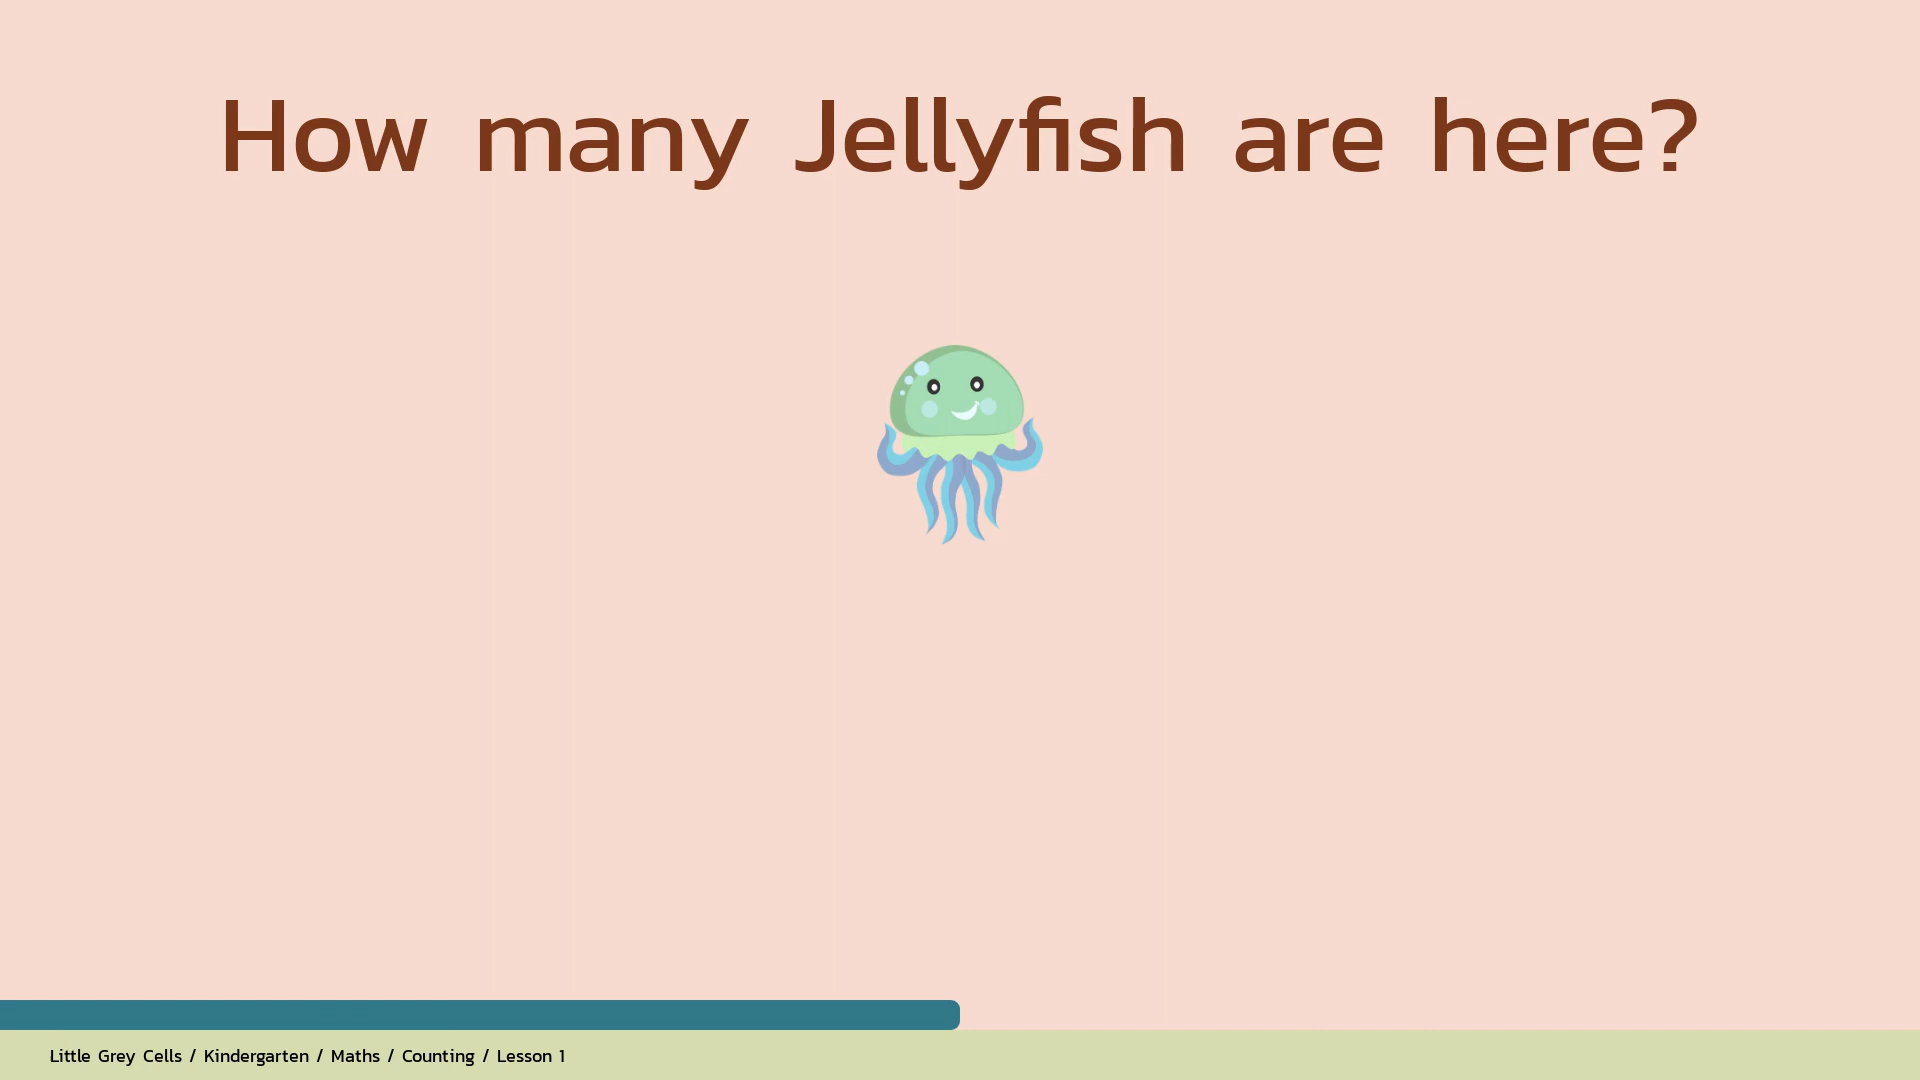 How many Jellyfish are here?
Little Grey Cells / Kindergarten / Maths / Counting / Lesson 1